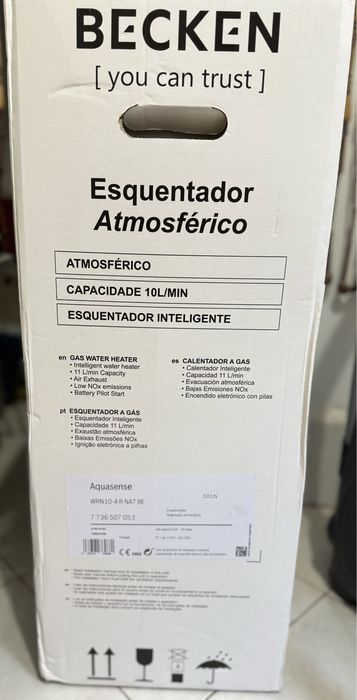 BECKEN
[ you can trust ]
Esquentador
Atmosférico
ATMOSFÉRICO
CAPACIDADE 10L/MIN
ESQUENTADOR INTELIGENTE
en GAS WATER HEATER
• Intelligent water heater
• 11 L/min Capacity
• Air Exhaust
• Low NOx emissions
• Battery Pilot Start
es CALENTADOR A GAS
• Calentador Inteligente
• Capacidad 11 L/min
• Evacuación atmosférica
• Bajas Emisiones NOx
• Encendido eletrónico con pilas
pt ESQUENTADOR A GÁS
• Esquentador Inteligente
• Capacidade 11 L/min
• Exaustão atmosférica
• Baixas Emissões NOx
• Ignição eletrónica a pilhas
Aquasense
WRN10-4 R NAT BE
10 Lts
7 736 507 053
CE